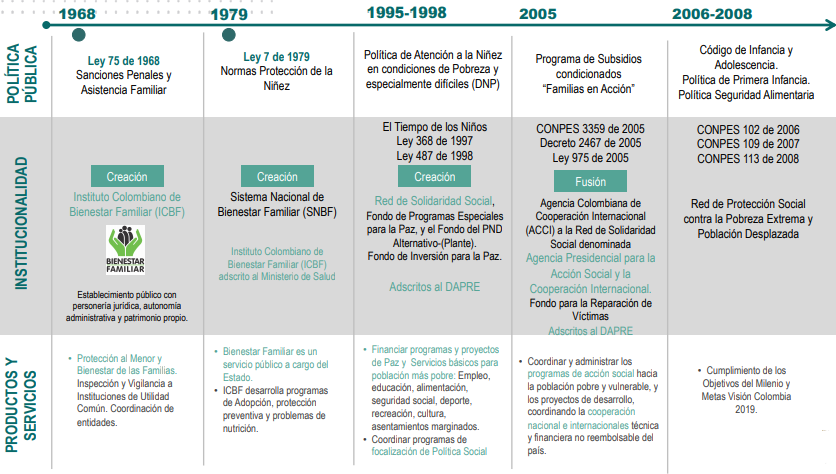 1968
1979
1995-1998
2005
2006-2008
POLÍTICA
PÚBLICA
Ley 75 de 1968
Sanciones Penales y
Asistencia Familiar
Ley 7 de 1979
Normas Protección de la
Niñez
Política de Atención a la Niñez
en condiciones de Pobreza y
especialmente difíciles (DNP)
Programa de Subsidios
condicionados
“Familias en Acción”
Código de Infancia y
Adolescencia.
Política de Primera Infancia.
Política Seguridad Alimentaria
INSTITUCIONALIDAD
Creación
Instituto Colombiano de
Bienestar Familiar (ICBF)
BIENESTAR
FAMILIAR
Establecimiento público con
personería jurídica, autonomía
administrativa y patrimonio propio.
Creación
Sistema Nacional de
Bienestar Familiar (SNBF)
Instituto Colombiano de
Bienestar Familiar (ICBF)
adscrito al Ministerio de Salud
El Tiempo de los Niños
Ley 368 de 1997
Ley 487 de 1998
Creación
Red de Solidaridad Social,
Fondo de Programas Especiales
para la Paz, y el Fondo del PND
Alternativo-(Plante).
Fondo de Inversión para la Paz.
Adscritos al DAPRE
CONPES 3359 de 2005
Decreto 2467 de 2005
Ley 975 de 2005
Fusión
Agencia Colombiana de
Cooperación Internacional
(ACCI) a la Red de Solidaridad
Social denominada
Agencia Presidencial para la
Acción Social y la
Cooperación Internacional.
Fondo para la Reparación de
Víctimas
Adscritos al DAPRE
CONPES 102 de 2006
CONPES 109 de 2007
CONPES 113 de 2008
Red de Protección Social
contra la Pobreza Extrema y
Población Desplazada
PRODUCTOS Y
SERVICIOS
• Protección al Menor y
Bienestar de las Familias.
Inspección y Vigilancia a
Instituciones de Utilidad
Común. Coordinación de
entidades.
• Bienestar Familiar es un
servicio público a cargo del
Estado.
• ICBF desarrolla programas
de Adopción, protección
preventiva y problemas de
nutrición.
• Financiar programas y proyectos
de Paz y Servicios básicos para
población más pobre: Empleo,
educación, alimentación,
seguridad social, deporte,
recreación, cultura,
asentamientos marginados.
• Coordinar programas de
focalización de Política Social
• Coordinar y administrar los
programas de acción social hacia
la población pobre y vulnerable, y
los proyectos de desarrollo,
coordinando la cooperación
nacional e internacionales técnica
y financiera no reembolsable del
país.
• Cumplimiento de los
Objetivos del Milenio y
Metas Visión Colombia
2019.